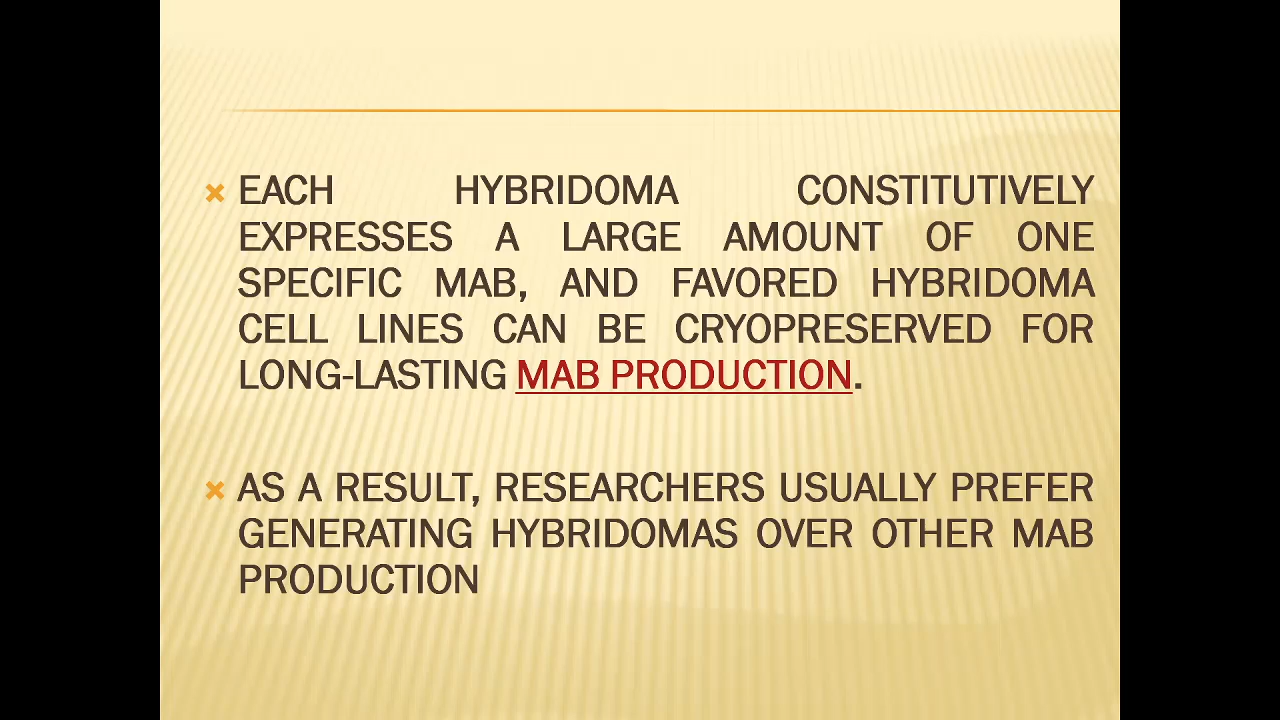 EACH HYBRIDOMA CONSTITUTIVELY
EXPRESSES A LARGE AMOUNT OF ONE
SPECIFIC MAB, AND FAVORED HYBRIDOMA
CELL LINES CAN BE CRYOPRESERVED FOR
LONG-LASTING MAB PRODUCTION.
AS A RESULT, RESEARCHERS USUALLY PREFER
GENERATING HYBRIDOMAS OVER OTHER MAB
PRODUCTION